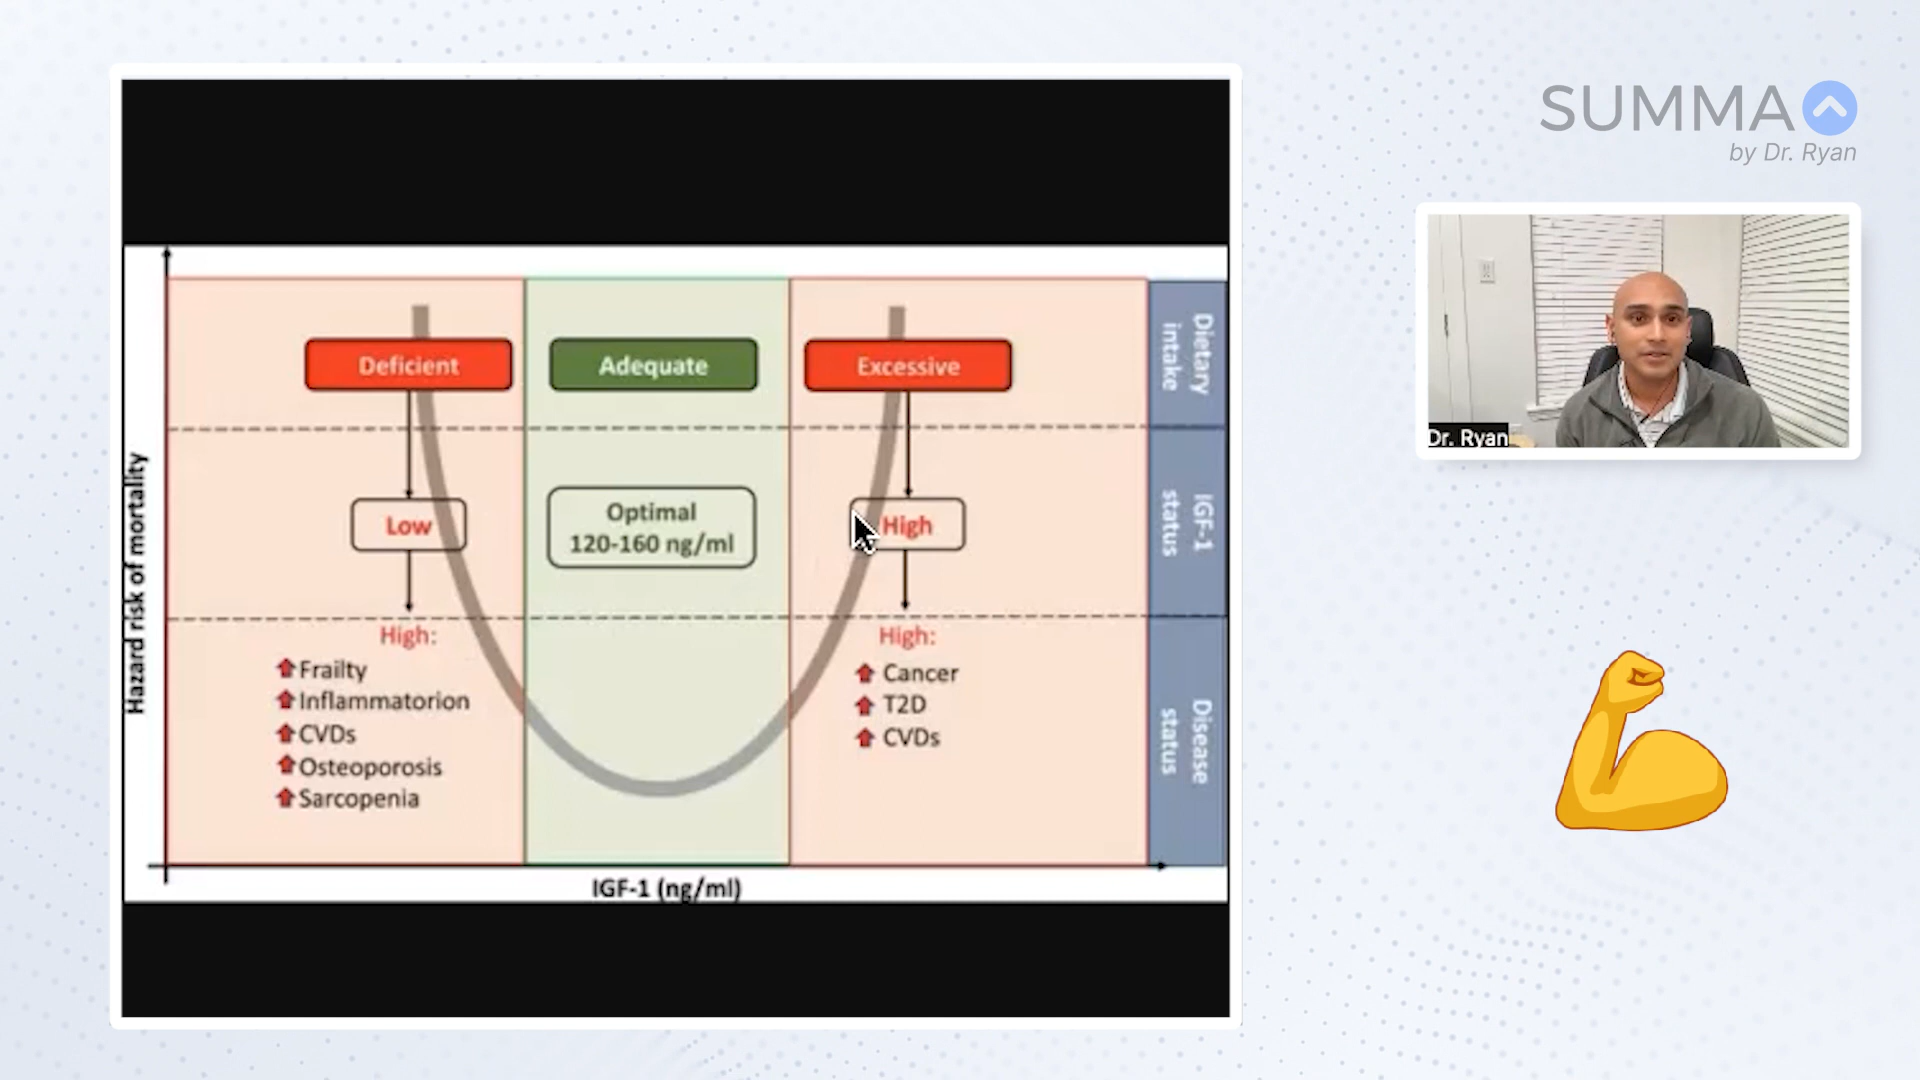 SUMMA
by Dr. Ryan
Dr. Ryan
Hazard risk of mortality
Deficient
Adequate
Excessive
Dietary
intake
Low
Optimal
120-160 ng/ml
High
IGF-1
status
High:
Frailty
Inflammatorion
CVDs
Osteoporosis
Sarcopenia
High:
Cancer
T2D
CVDs
Disease
status
IGF-1 (ng/ml)